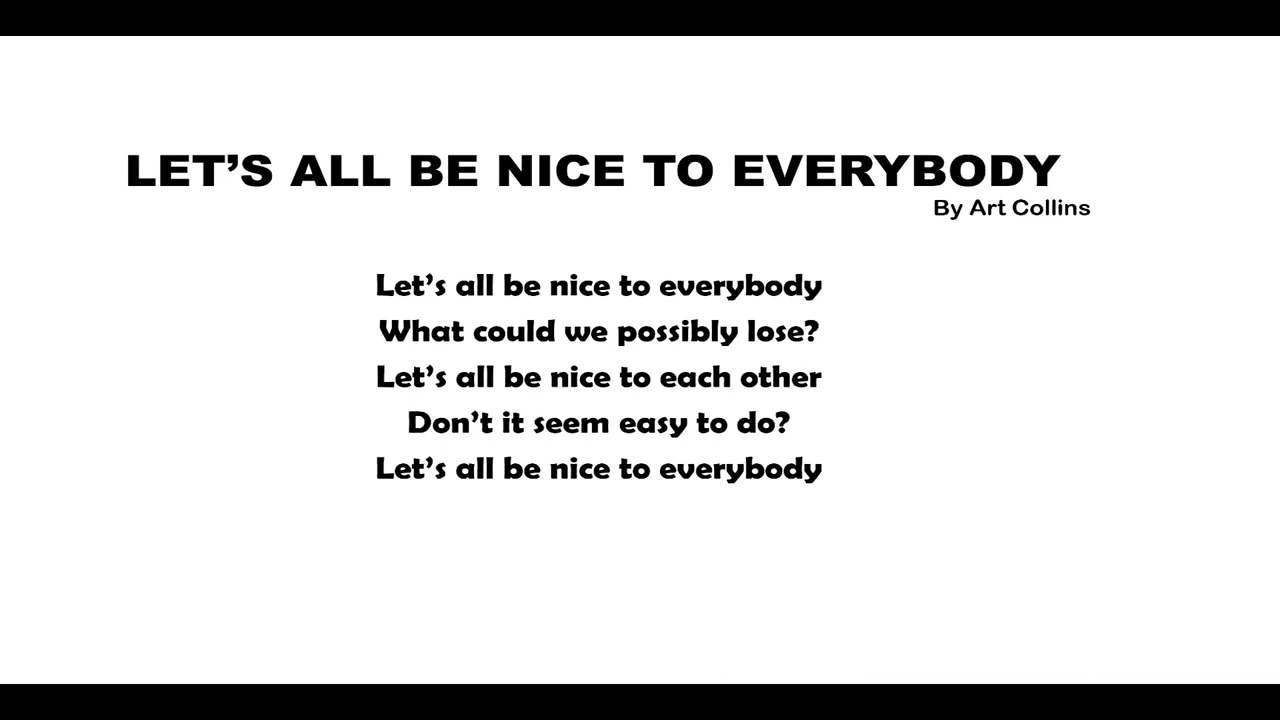 LET’S ALL BE NICE TO EVERYBODY
By Art Collins
Let’s all be nice to everybody
What could we possibly lose?
Let’s all be nice to each other
Don’t it seem easy to do?
Let’s all be nice to everybody